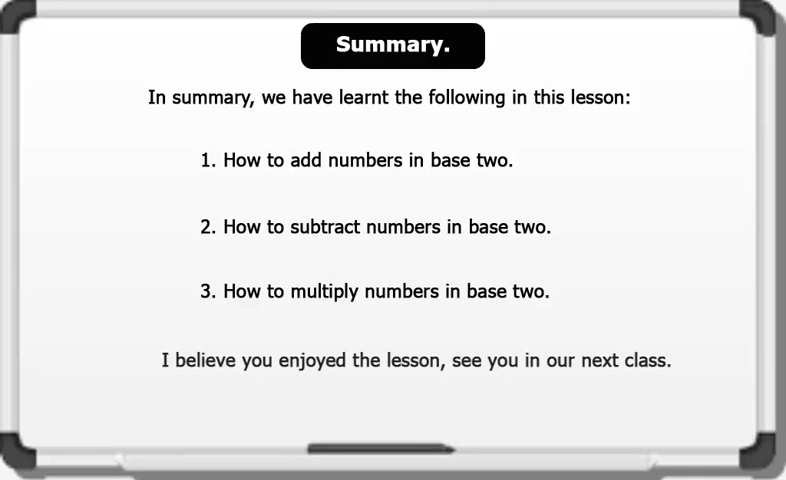 Summary.
In summary, we have learnt the following in this lesson:
1. How to add numbers in base two.
2. How to subtract numbers in base two.
3. How to multiply numbers in base two.
I believe you enjoyed the lesson, see you in our next class.